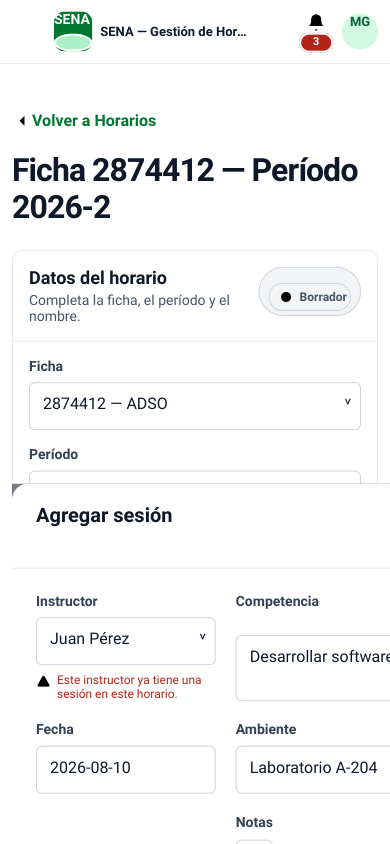 SENA
SENA — Gestión de Hor...
3
MG
Volver a Horarios
Ficha 2874412 — Período
2026-2
Datos del horario
Completa la ficha, el período y el
nombre.
Borrador
Ficha
2874412 — ADSO
Período
Agregar sesión
Instructor
Competencia
Juan Pérez
Desarrollar software
Este instructor ya tiene una
sesión en este horario.
Fecha
Ambiente
2026-08-10
Laboratorio A-204
Notas